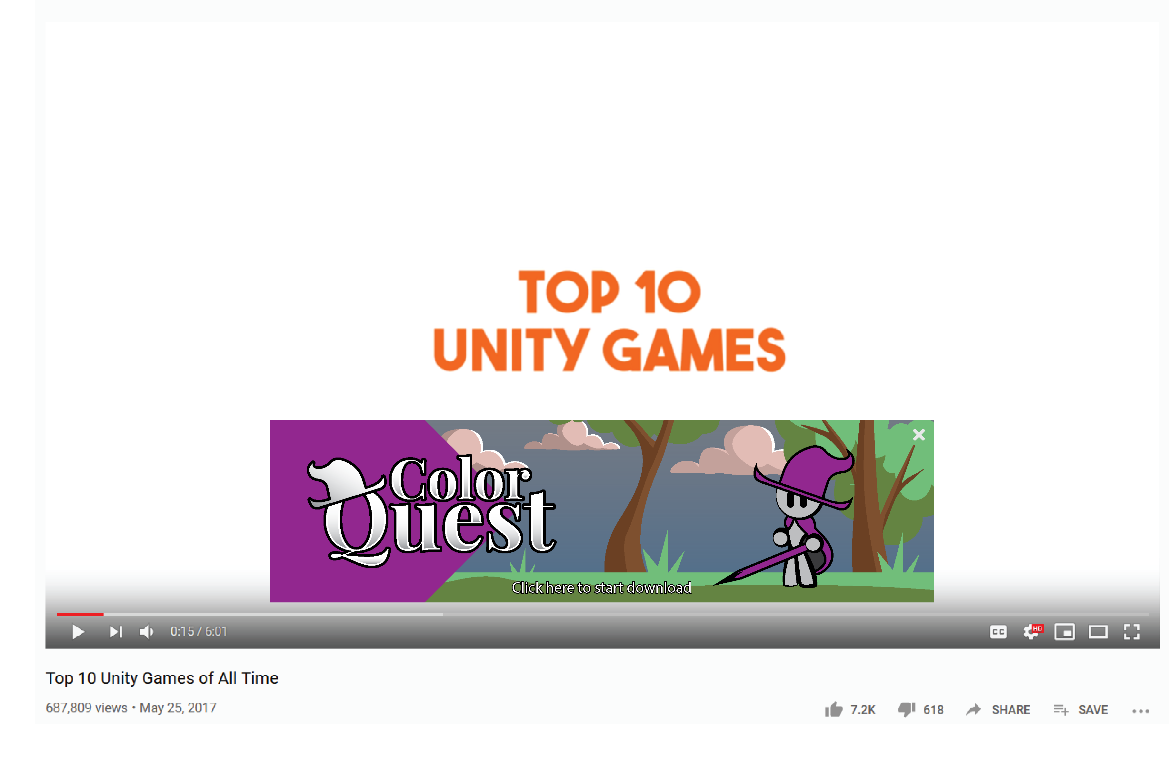 TOP 10
UNITY GAMES
Color
Quest
Click here to start download
0:15 / 6:01
CC
HD
Top 10 Unity Games of All Time
687,809 views • May 25, 2017
7.2K 618 SHARE SAVE